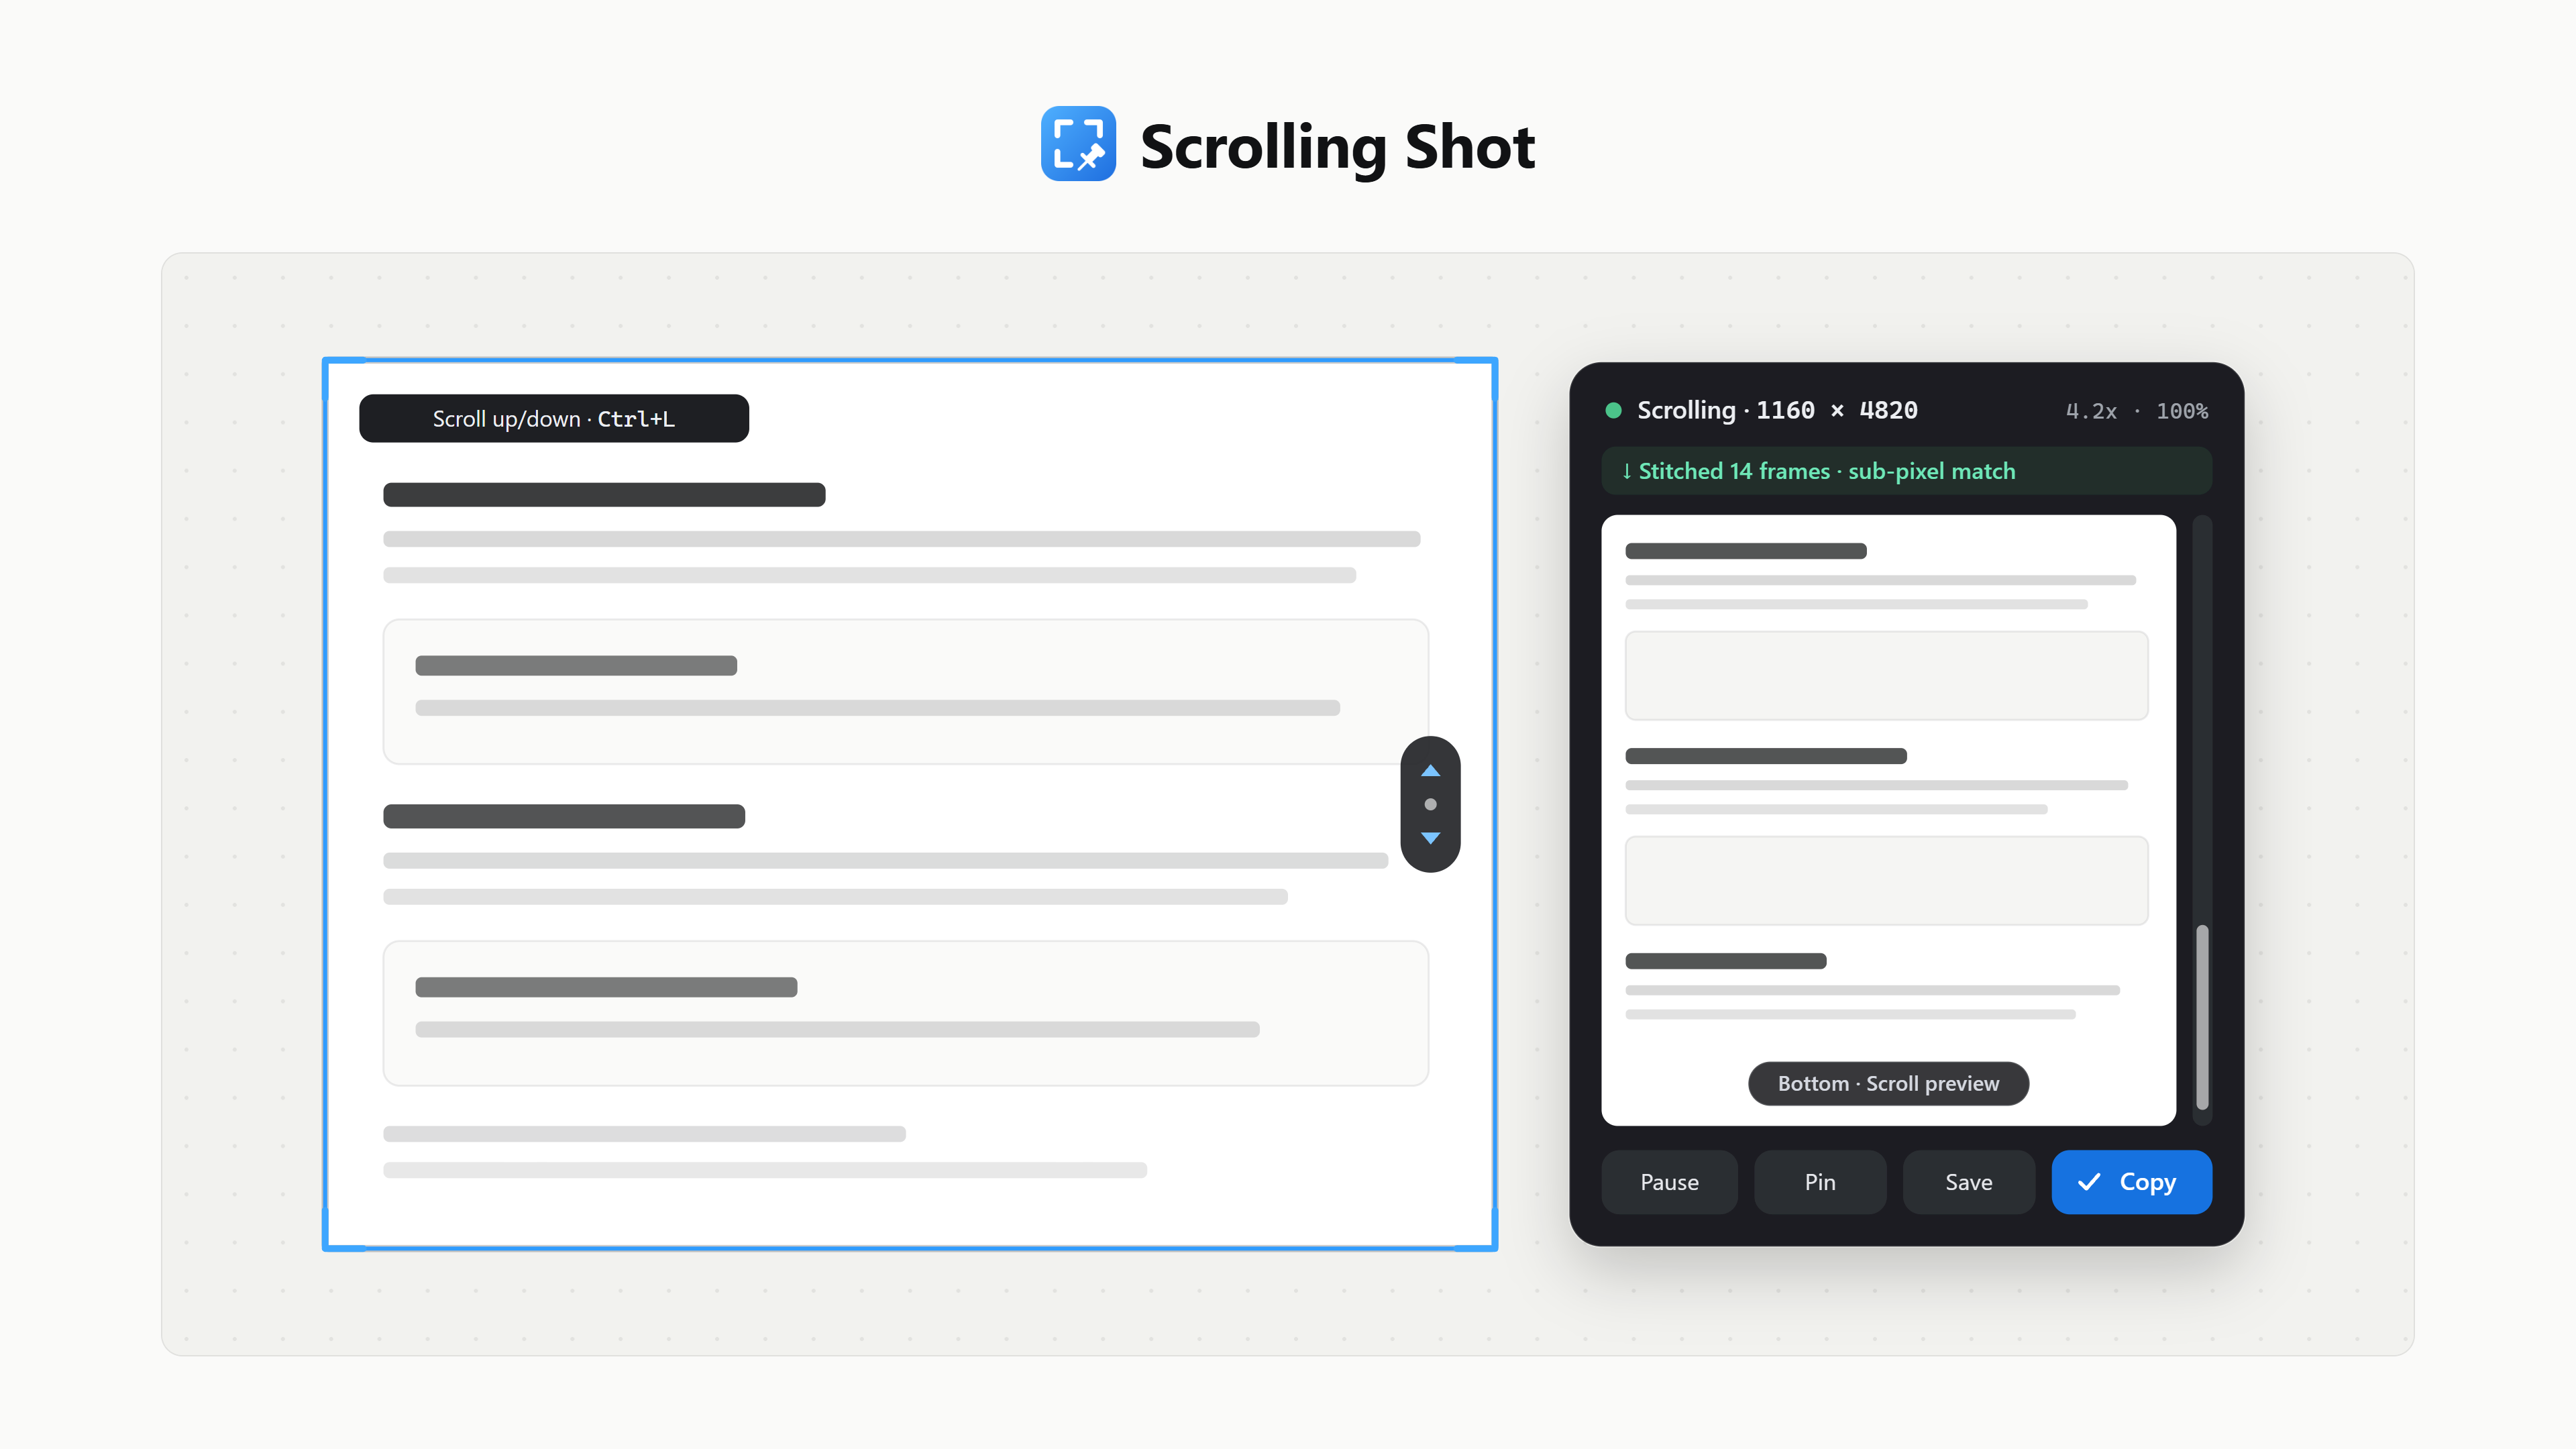 Scrolling Shot
Scroll up/down · Ctrl+L
Scrolling · 1160 × 4820
4.2x · 100%
↓ Stitched 14 frames · sub-pixel match
Bottom · Scroll preview
Pause
Pin
Save
Copy